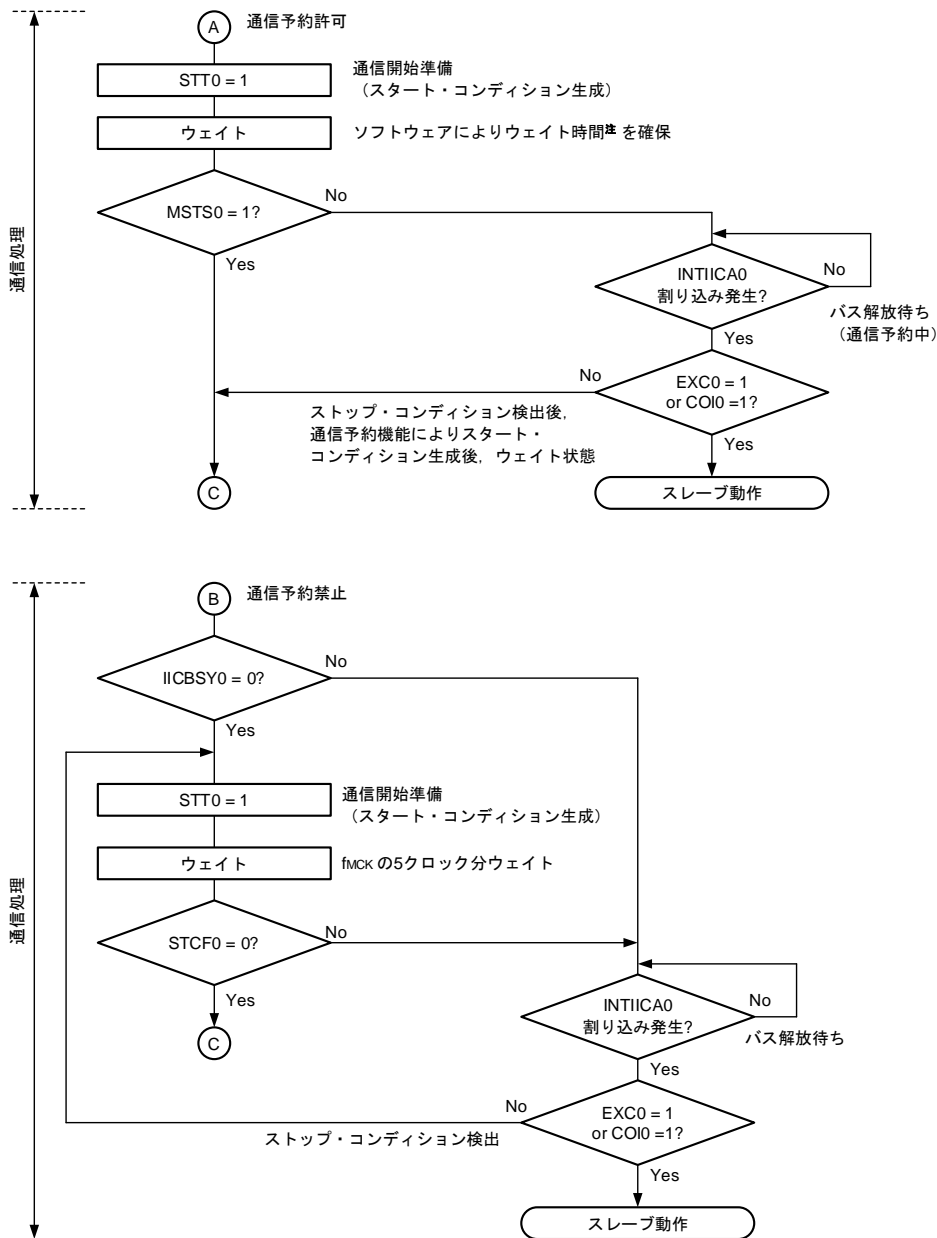 A 通信予約許可
STT0 = 1
通信開始準備
（スタート・コンディション生成）
ウェイト
ソフトウェアによりウェイト時間注 を確保
MSTS0 = 1?
No
Yes
INTIICA0
割り込み発生?
No
バス解放待ち
（通信予約中）
Yes
EXC0 = 1
or COI0 =1?
No
ストップ・コンディション検出後,
通信予約機能によりスタート・
コンディション生成後, ウェイト状態
Yes
C
スレーブ動作
通信処理
B 通信予約禁止
IICBSY0 = 0?
No
Yes
STT0 = 1
通信開始準備
（スタート・コンディション生成）
ウェイト
fMCK の5クロック分ウェイト
STCF0 = 0?
No
Yes
C
INTIICA0
割り込み発生?
No
バス解放待ち
Yes
EXC0 = 1
or COI0 =1?
No
ストップ・コンディション検出
Yes
スレーブ動作
通信処理